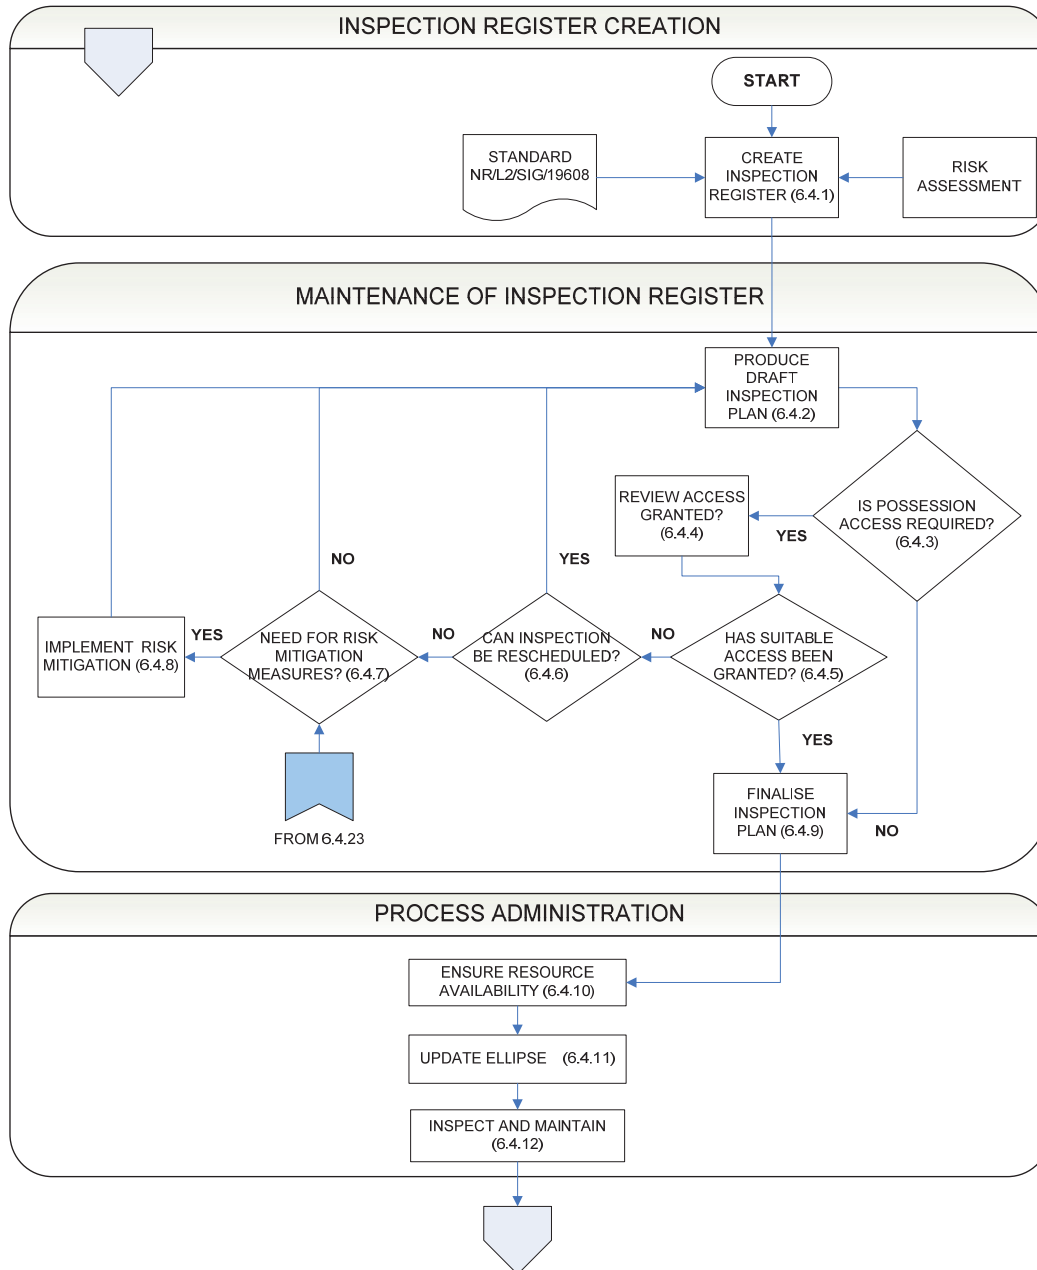 INSPECTION REGISTER CREATION
START
STANDARD
NR/L2/SIG/19608
CREATE
INSPECTION
REGISTER (6.4.1)
RISK
ASSESSMENT
MAINTENANCE OF INSPECTION REGISTER
PRODUCE
DRAFT
INSPECTION
PLAN (6.4.2)
IS POSSESSION
ACCESS REQUIRED?
(6.4.3)
YES
REVIEW ACCESS
GRANTED?
(6.4.4)
NO
YES
IMPLEMENT RISK
MITIGATION (6.4.8)
YES
NEED FOR RISK
MITIGATION
MEASURES? (6.4.7)
NO
CAN INSPECTION
BE RESCHEDULED?
(6.4.6)
NO
HAS SUITABLE
ACCESS BEEN
GRANTED? (6.4.5)
YES
FROM 6.4.23
FINALISE
INSPECTION
PLAN (6.4.9)
NO
PROCESS ADMINISTRATION
ENSURE RESOURCE
AVAILABILITY (6.4.10)
UPDATE ELLIPSE (6.4.11)
INSPECT AND MAINTAIN
(6.4.12)